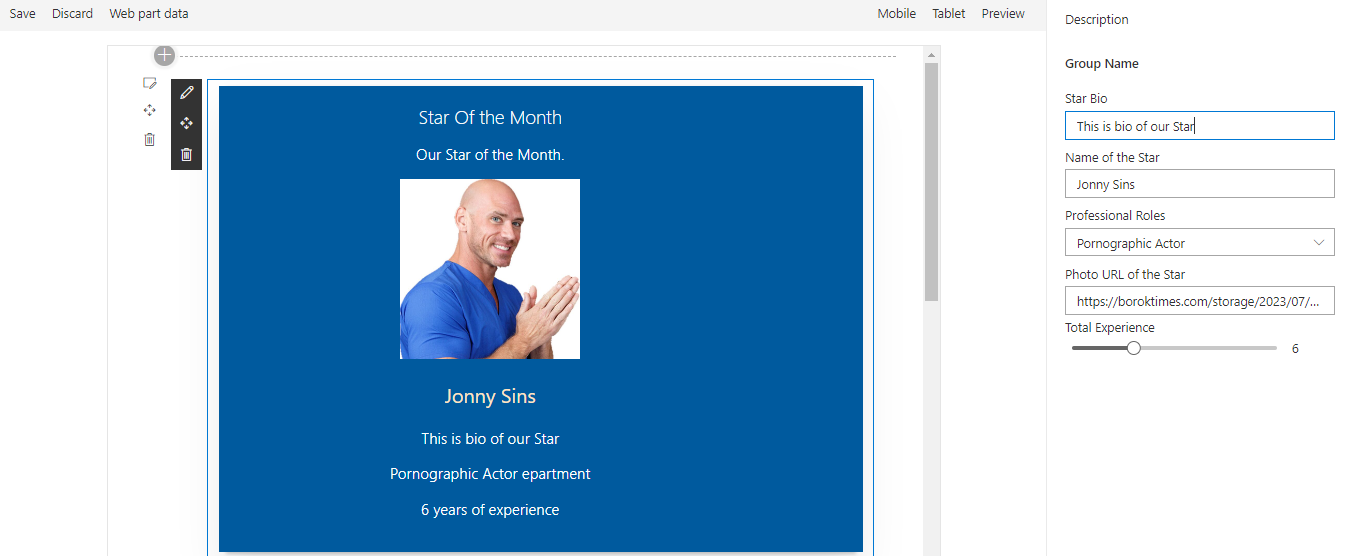 Save Discard Web part data Mobile Tablet Preview
Star Of the Month
Our Star of the Month.
Jonny Sins
This is bio of our Star
Pornographic Actor epartment
6 years of experience
Description
Group Name
Star Bio
This is bio of our Star
Name of the Star
Jonny Sins
Professional Roles
Pornographic Actor
Photo URL of the Star
https://boroktimes.com/storage/2023/07/...
Total Experience
6